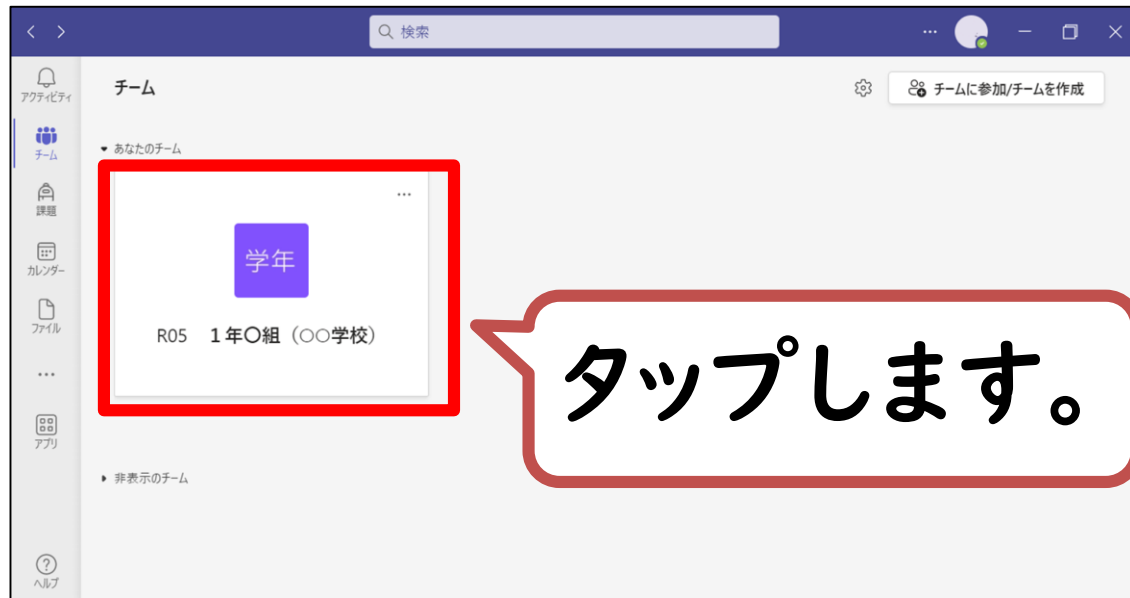 検索
アクティビティ
チーム
課題
カレンダー
ファイル
アプリ
ヘルプ
チーム
チームに参加/チームを作成
あなたのチーム
学年
R05 1年〇組（○○学校）
非表示のチーム
タップします。